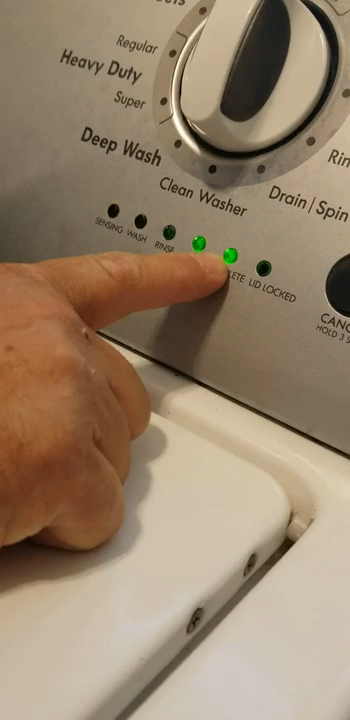 Regular
Heavy Duty
Super
Deep Wash
Clean Washer
Drain/Spin
SENSING WASH RINSE LID LOCKED